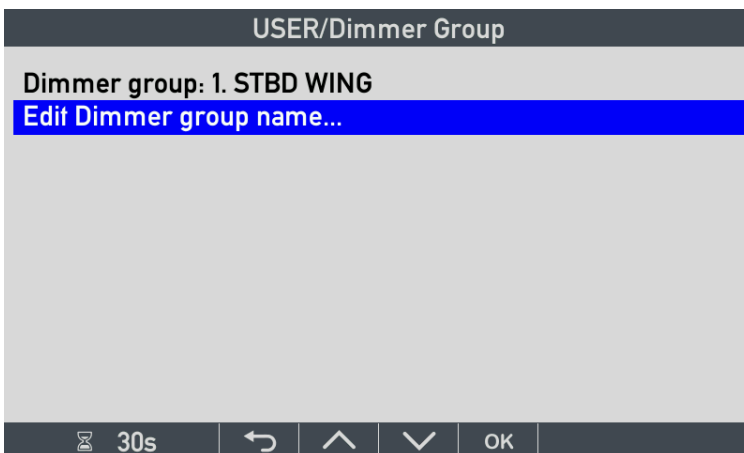 USER/Dimmer Group
Dimmer group: 1. STBD WING
Edit Dimmer group name...
30s OK